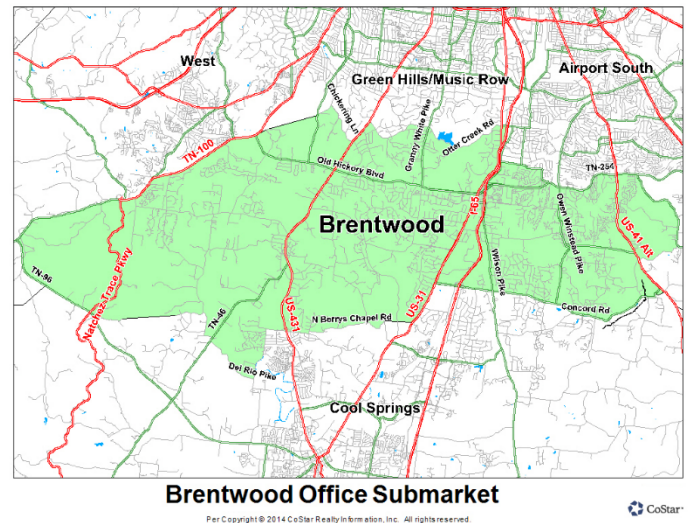 West
Green Hills/Music Row
Airport South
Chickering Ln
Granny White Pike
Otter Creek Rd
TN-100
Old Hickory Blvd
TN-254
I-65
Owen Winstead Pike
Brentwood
US-41 Alt
Wilson Pike
TN-96
Natchez-Trace Pkwy
TN-46
US-431
N Berrys Chapel Rd
US-31
Concord Rd
Del Rio Pike
Cool Springs
Brentwood Office Submarket
Per Copyright © 2014 CoStar Realty Information, Inc. All rights reserved.
CoStar